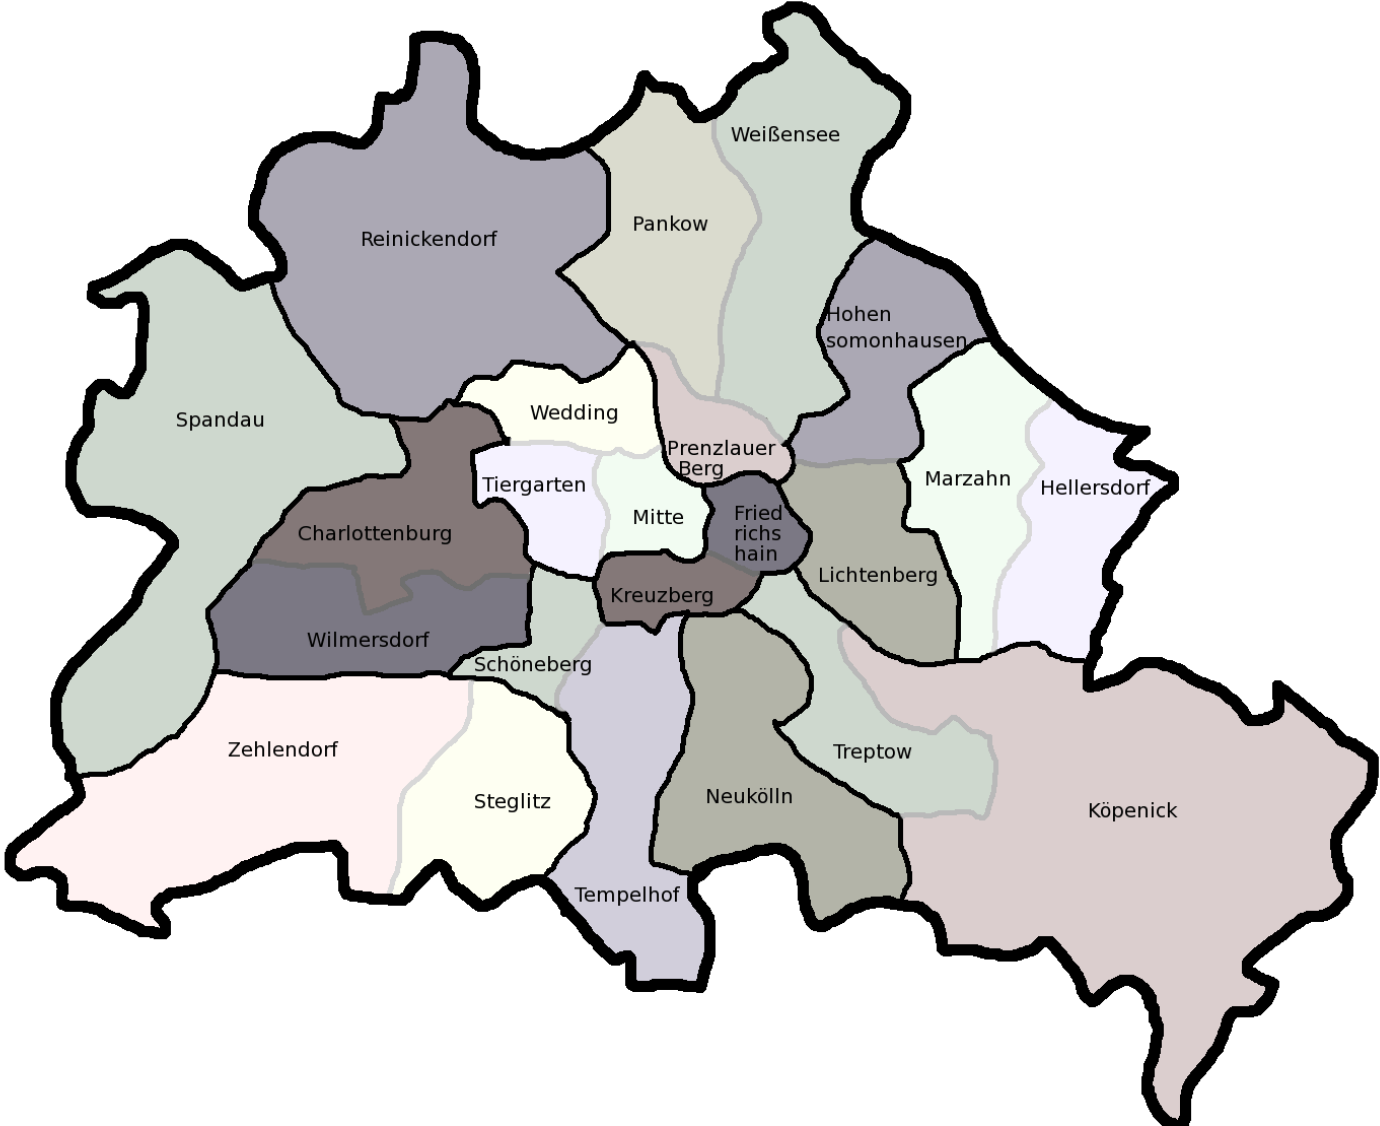 Weißensee
Pankow
Reinickendorf
Hohen
somonhausen
Spandau
Wedding
Prenzlauer
Berg
Marzahn
Hellersdorf
Tiergarten
Mitte
Fried
richs
hain
Charlottenburg
Lichtenberg
Kreuzberg
Wilmersdorf
Schöneberg
Zehlendorf
Treptow
Steglitz
Neukölln
Köpenick
Tempelhof